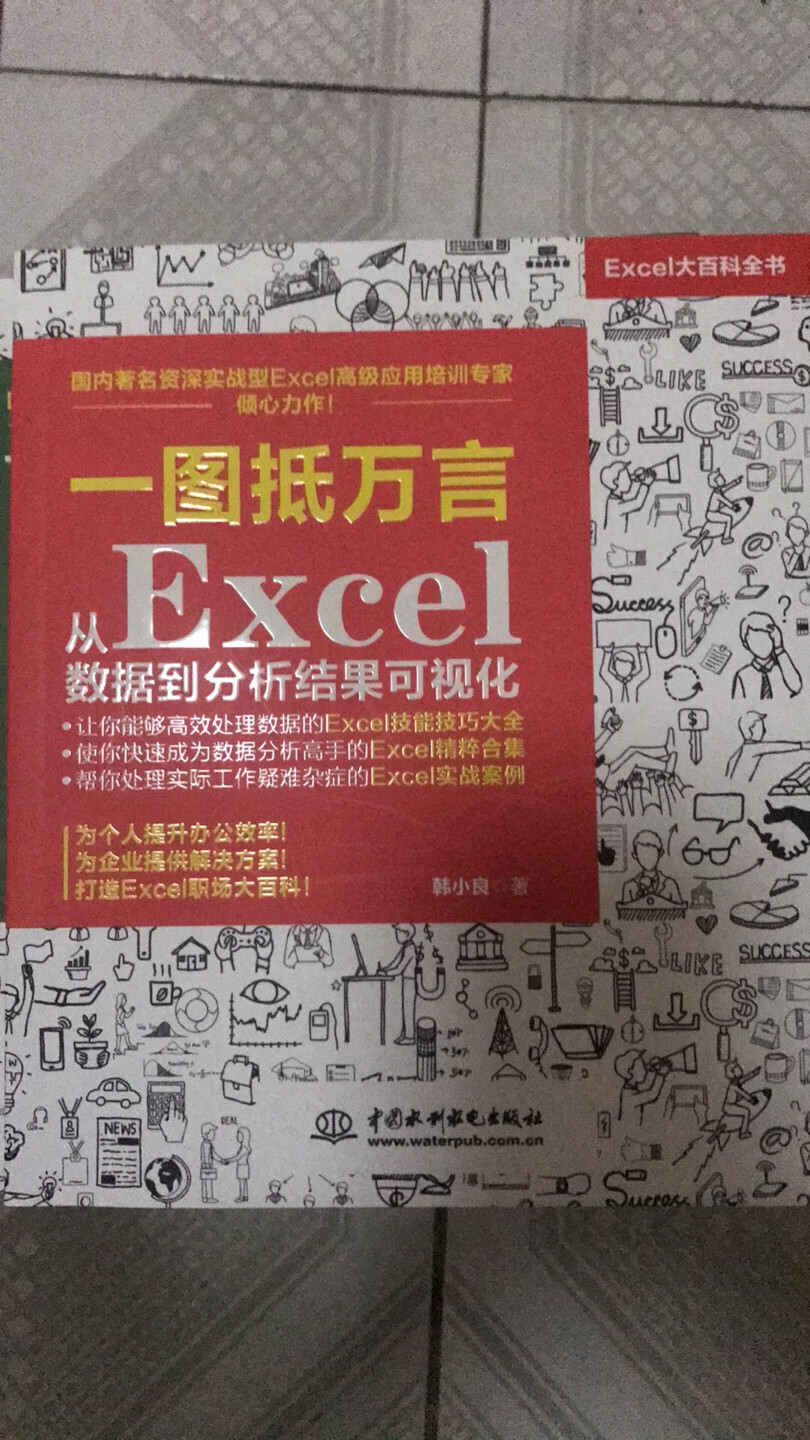 Excel大百科全书
国内著名资深实战型Excel高级应用培训专家
倾心力作！
一图抵万言
从Excel
数据到分析结果可视化
•让你能够高效处理数据的Excel技能技巧大全
•使你快速成为数据分析高手的Excel精粹合集
•帮你处理实际工作疑难杂症的Excel实战案例
为个人提升办公效率！
为企业提供解决方案！
打造Excel职场大百科！
韩小良 著
LIKE
SUCCESS
Success
LIKE
SUCCESS
NEWS
DEAL
中国水利水电出版社
www.waterpub.com.cn
Success